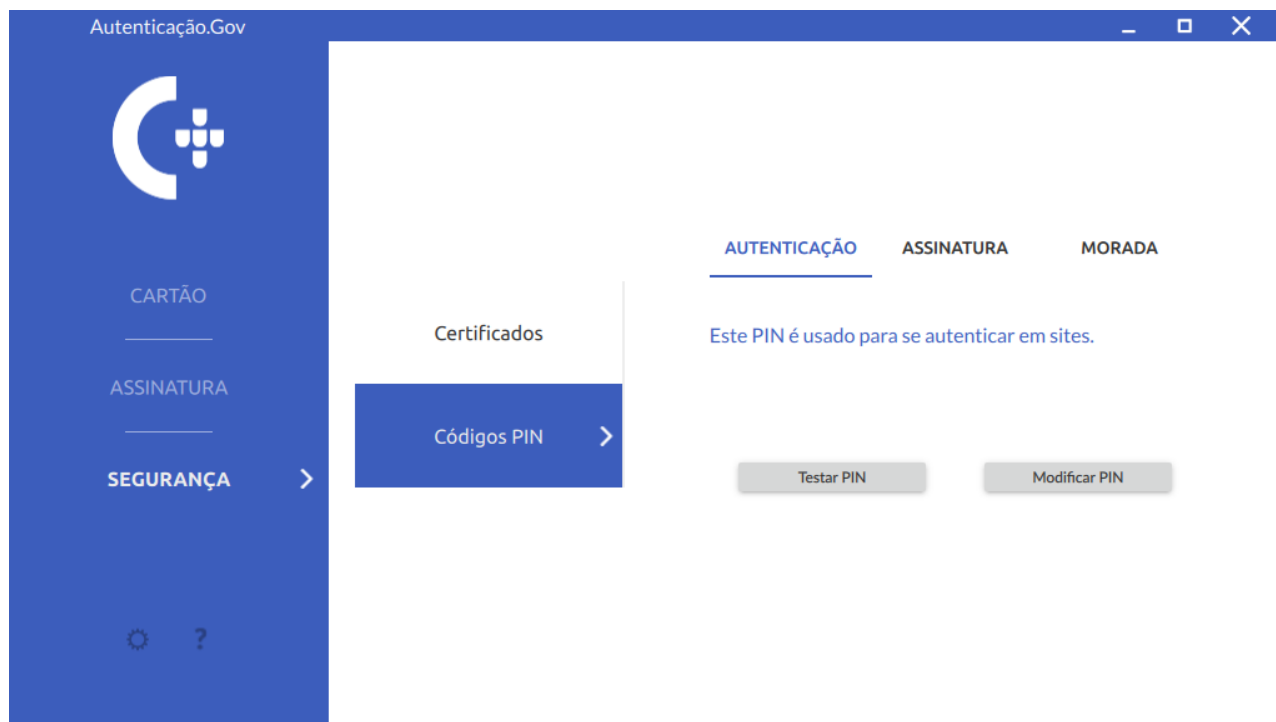 Autenticação.Gov
CARTÃO
ASSINATURA
SEGURANÇA
?
Certificados
Códigos PIN
AUTENTICAÇÃO ASSINATURA MORADA
Este PIN é usado para se autenticar em sites.
Testar PIN Modificar PIN